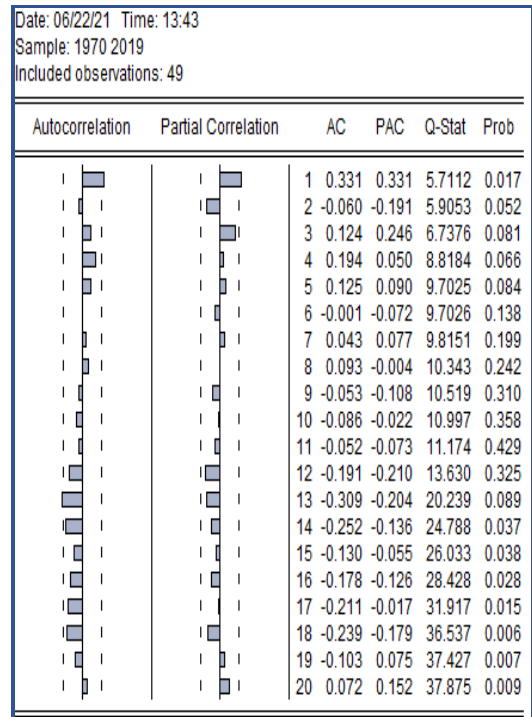 Date: 06/22/21 Time: 13:43
Sample: 1970 2019
Included observations: 49
Autocorrelation Partial Correlation AC PAC Q-Stat Prob
1 0.331 0.331 5.7112 0.017
2 -0.060 -0.191 5.9053 0.052
3 0.124 0.246 6.7376 0.081
4 0.194 0.050 8.8184 0.066
5 0.125 0.090 9.7025 0.084
6 -0.001 -0.072 9.7026 0.138
7 0.043 0.077 9.8151 0.199
8 0.093 -0.004 10.343 0.242
9 -0.053 -0.108 10.519 0.310
10 -0.086 -0.022 10.997 0.358
11 -0.052 -0.073 11.174 0.429
12 -0.191 -0.210 13.630 0.325
13 -0.309 -0.204 20.239 0.089
14 -0.252 -0.136 24.788 0.037
15 -0.130 -0.055 26.033 0.038
16 -0.178 -0.126 28.428 0.028
17 -0.211 -0.017 31.917 0.015
18 -0.239 -0.179 36.537 0.006
19 -0.103 0.075 37.427 0.007
20 0.072 0.152 37.875 0.009